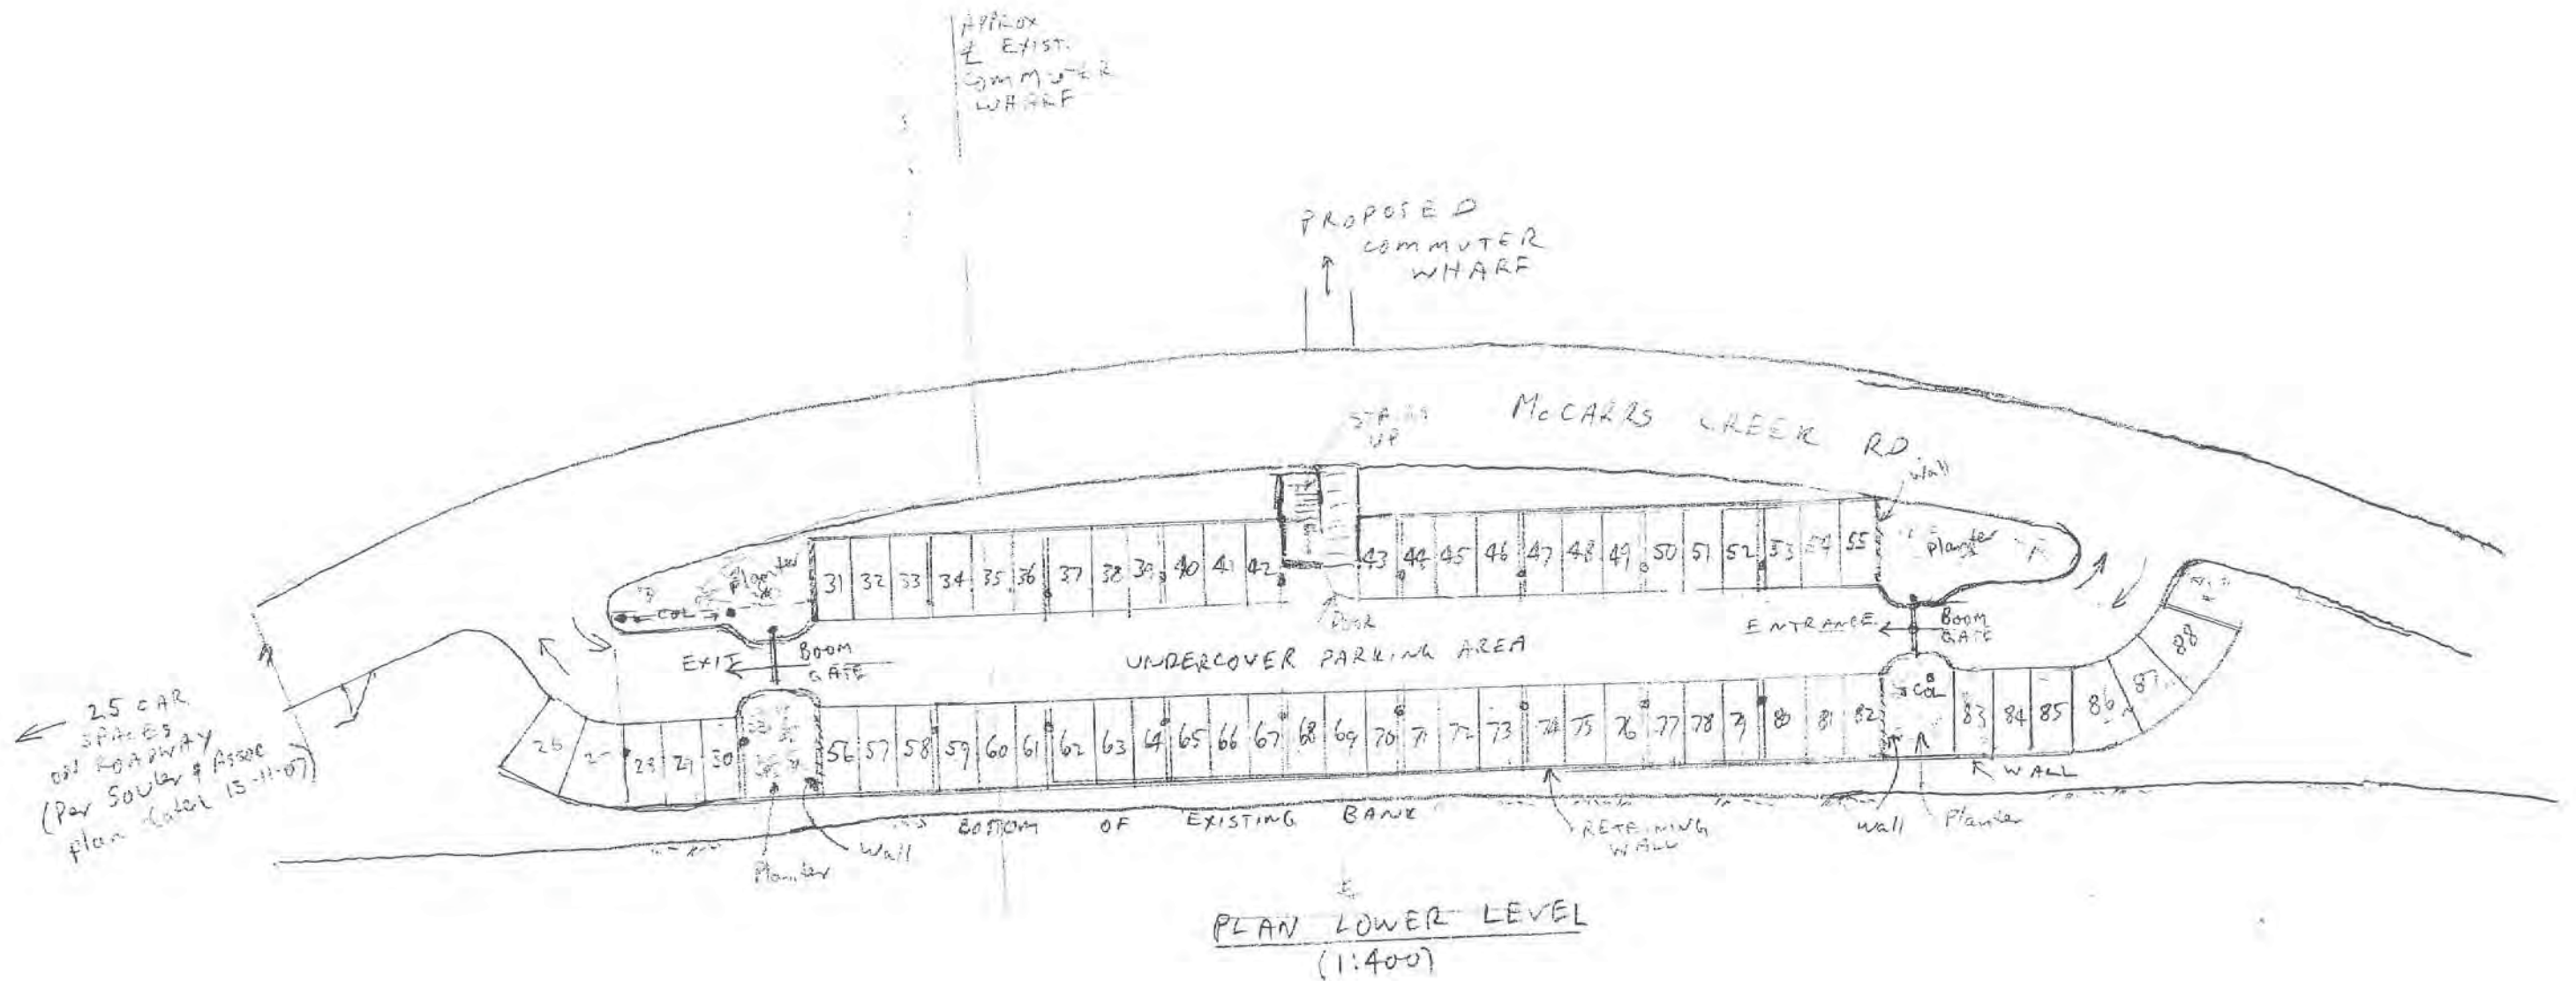 APPROX
℄ EXIST.
COMMUTER
WHARF
PROPOSED
COMMUTER
WHARF
STAIRS
UP
McCARRS CREEK RD.
Wall
Planter
Planter
COL
31 32 33 34 35 36 37 38 39 40 41 42
43 44 45 46 47 48 49 50 51 52 53 54 55
DOOR
EXIT
BOOM
GATE
UNDERCOVER PARKING AREA
ENTRANCE
BOOM
GATE
25 CAR
SPACES
ON ROADWAY
(Per Souter & Assoc
plan dated 13-11-07)
26 27 28 29 30
56 57 58 59 60 61 62 63 64 65 66 67 68 69 70 71 72 73 74 75 76 77 78 79 80 81 82
COL
83 84 85 86 87 88
WALL
BOTTOM OF EXISTING BANK
Planter
Wall
RETAINING
WALL
Wall
Planter
PLAN LOWER LEVEL
(1:400)